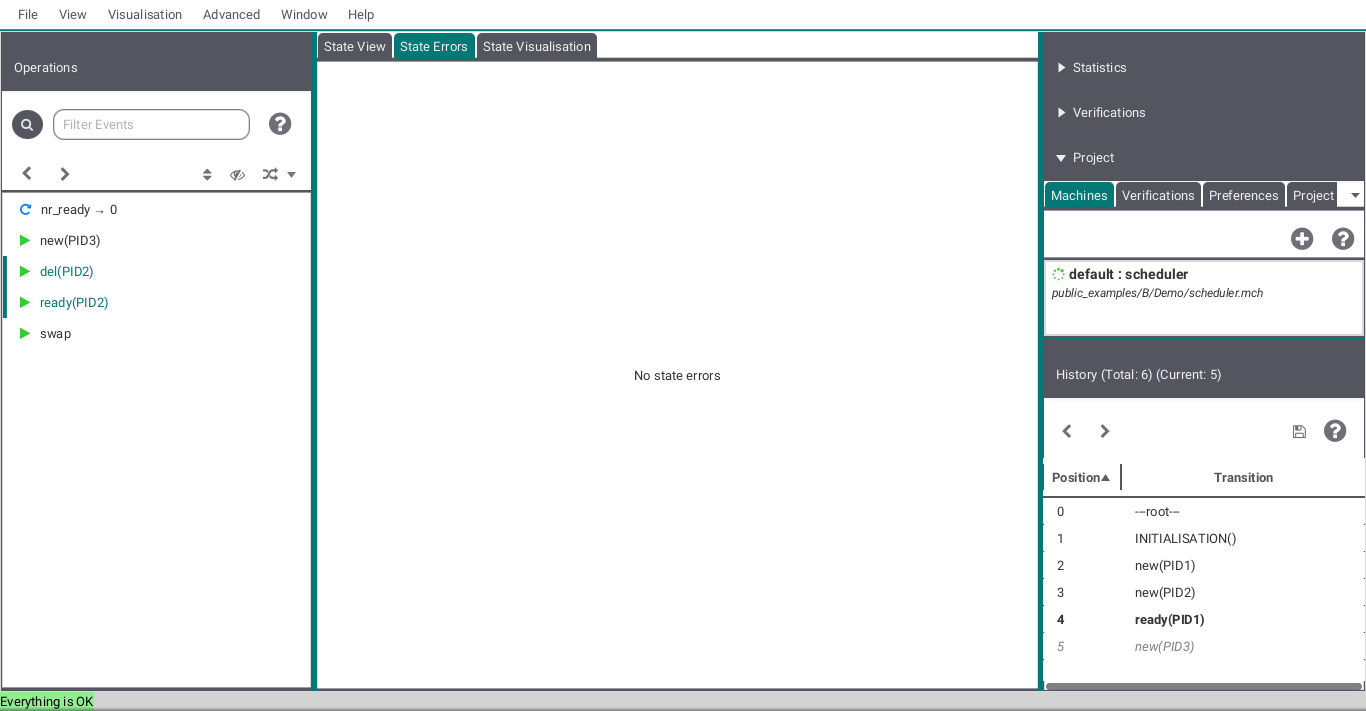 File View Visualisation Advanced Window Help
Operations
Filter Events
nr_ready → 0
new(PID3)
del(PID2)
ready(PID2)
swap
State View State Errors State Visualisation
No state errors
Statistics
Verifications
Project
Machines Verifications Preferences Project
default : scheduler
public_examples/B/Demo/scheduler.mch
History (Total: 6) (Current: 5)
Position Transition
0 ---root---
1 INITIALISATION()
2 new(PID1)
3 new(PID2)
4 ready(PID1)
5 new(PID3)
Everything is OK